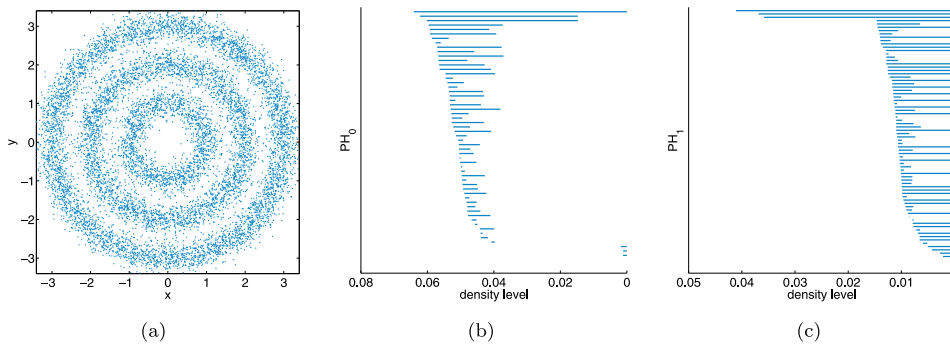 3
2
1
0
−1
−2
−3
y
−3 −2 −1 0 1 2 3
x
(a)
PH0
0.08 0.06 0.04 0.02 0
density level
(b)
PH1
0.05 0.04 0.03 0.02 0.01
density level
(c)